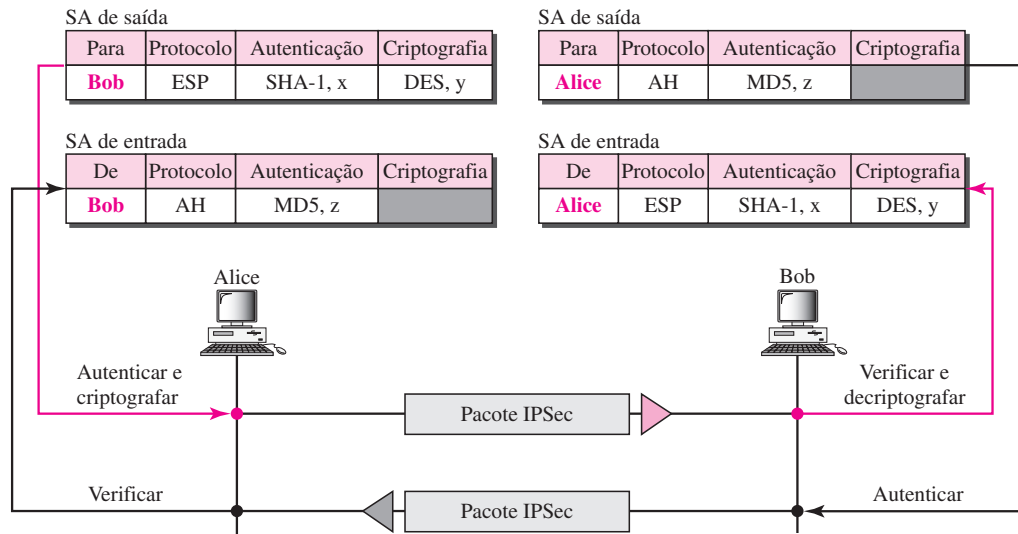 SA de saída
Para Protocolo Autenticação Criptografia
Bob ESP SHA-1, x DES, y
SA de saída
Para Protocolo Autenticação Criptografia
Alice AH MD5, z
SA de entrada
De Protocolo Autenticação Criptografia
Bob AH MD5, z
SA de entrada
De Protocolo Autenticação Criptografia
Alice ESP SHA-1, x DES, y
Alice
Bob
Autenticar e
criptografar
Pacote IPSec
Verificar e
decriptografar
Verificar
Pacote IPSec
Autenticar